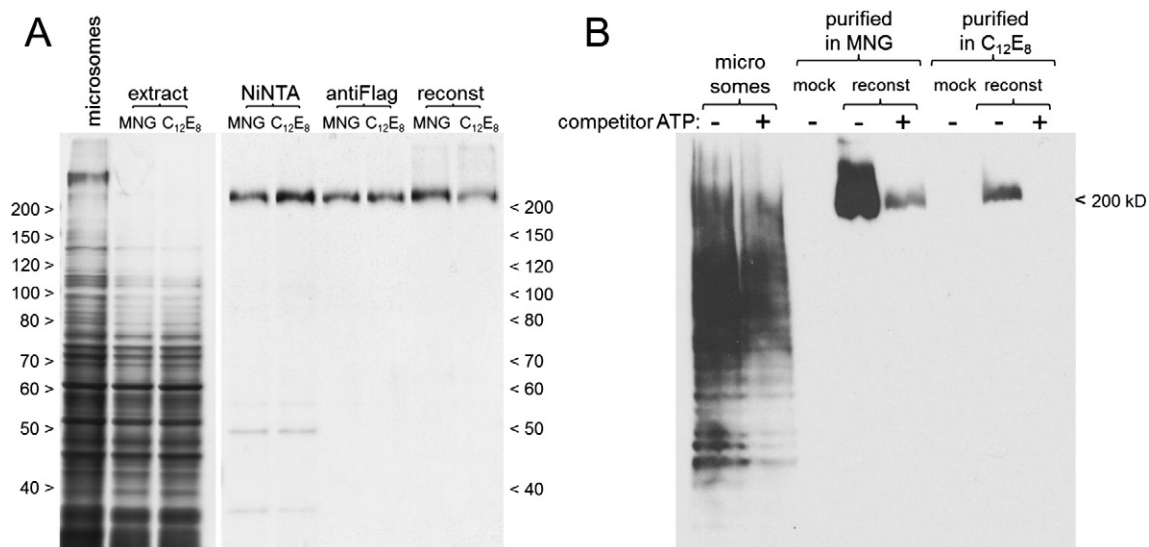 A
microsomes
extract
MNG C₁₂E₈
NiNTA antiFlag reconst
MNG C₁₂E₈ MNG C₁₂E₈ MNG C₁₂E₈
200 >
150 >
120 >
100 >
80 >
70 >
60 >
50 >
40 >
< 200
< 150
< 120
< 100
< 80
< 70
< 60
< 50
< 40
B
micro
somes
purified
in MNG
purified
in C₁₂E₈
mock reconst mock reconst
competitor ATP: - + - - + - - +
< 200 kD